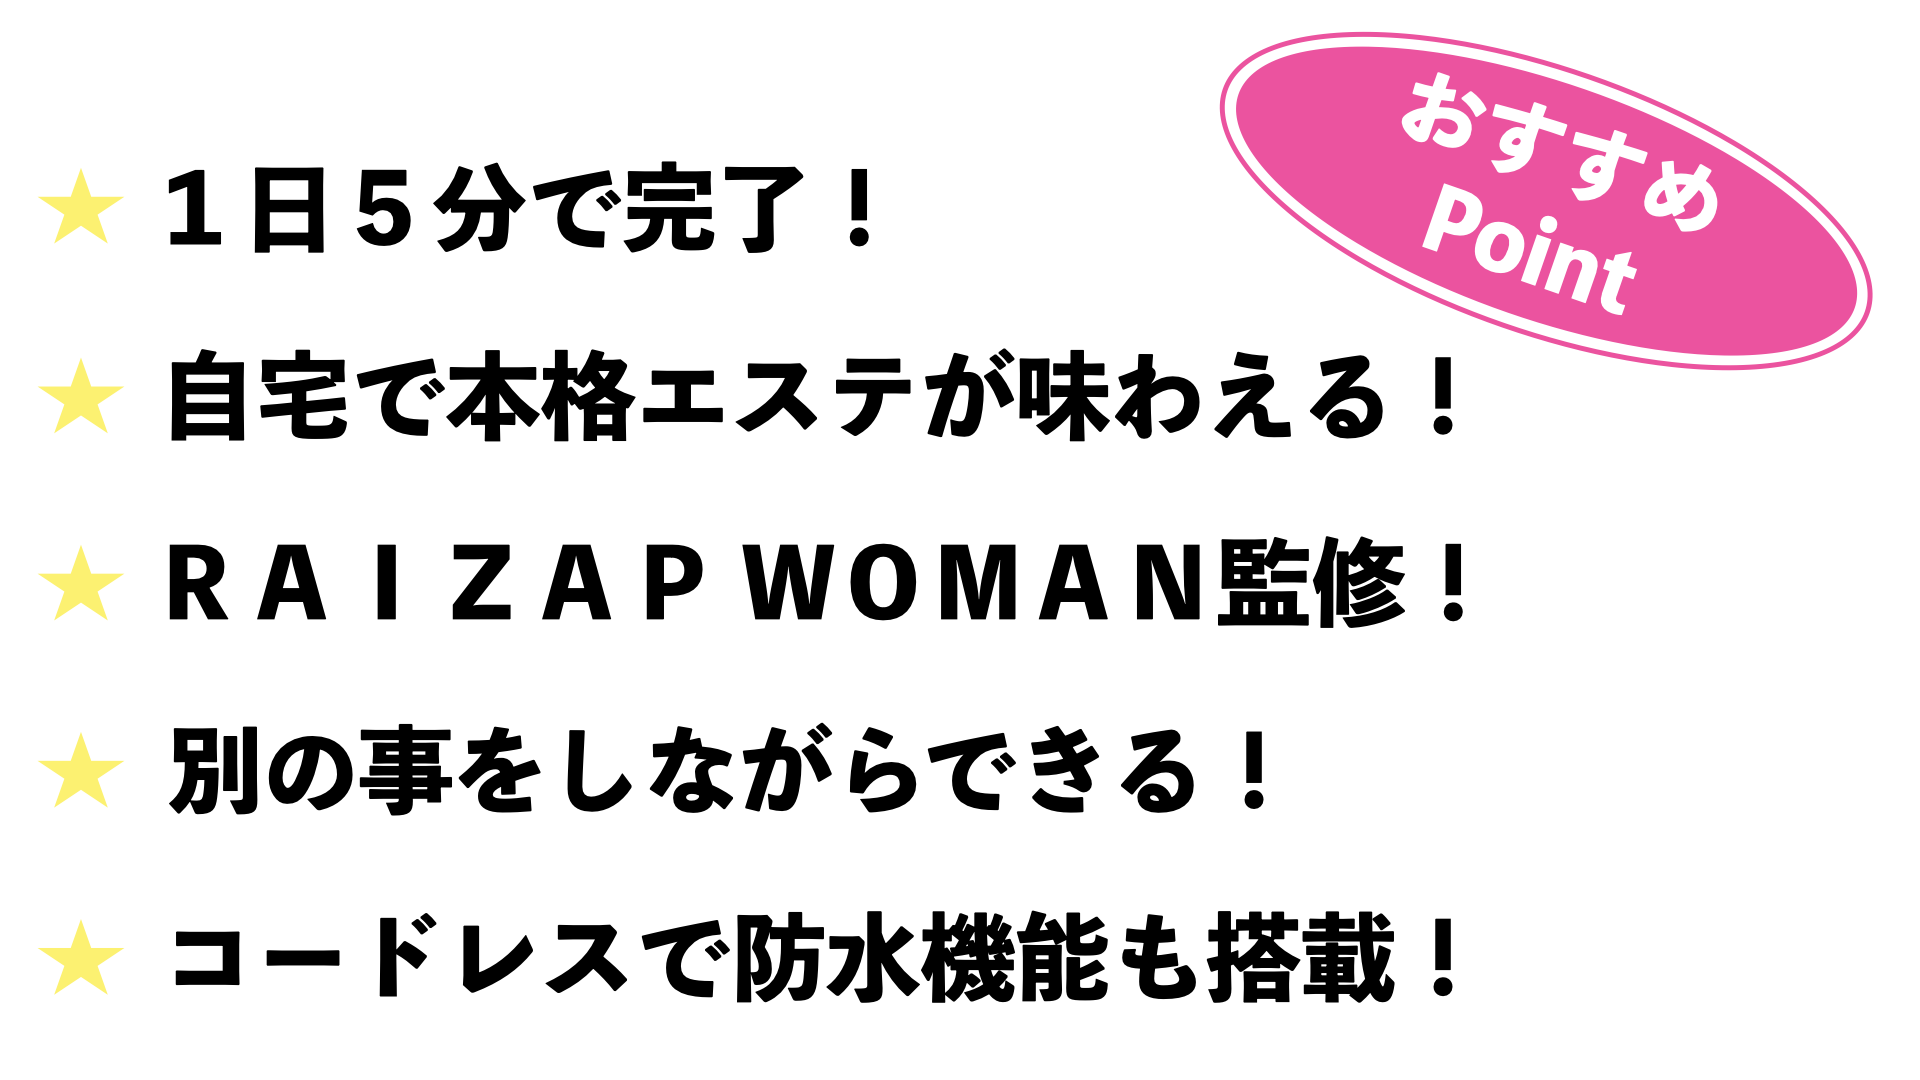 おすすめ
Point
★ １日５分で完了！
★ 自宅で本格エステが味わえる！
★ ＲＡＩＺＡＰ ＷＯＭＡＮ監修！
★ 別の事をしながらできる！
★ コードレスで防水機能も搭載！